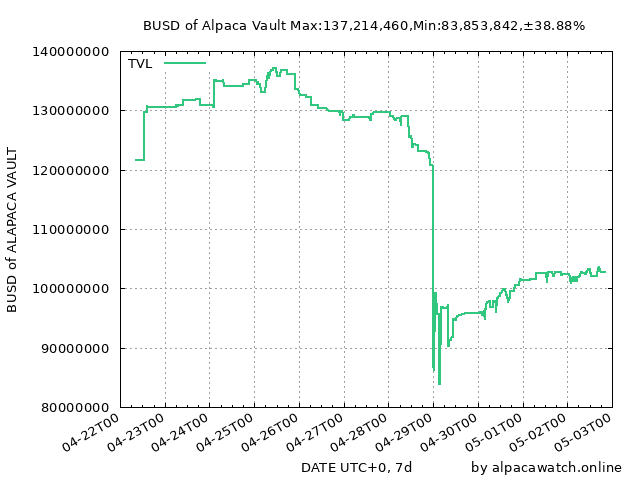 BUSD of Alpaca Vault Max:137,214,460,Min:83,853,842,±38.88%
TVL
140000000
130000000
120000000
110000000
100000000
90000000
80000000
BUSD of ALAPACA VAULT
04-22T00
04-23T00
04-24T00
04-25T00
04-26T00
04-27T00
04-28T00
04-29T00
04-30T00
05-01T00
05-02T00
05-03T00
DATE UTC+0, 7d
by alpacawatch.online